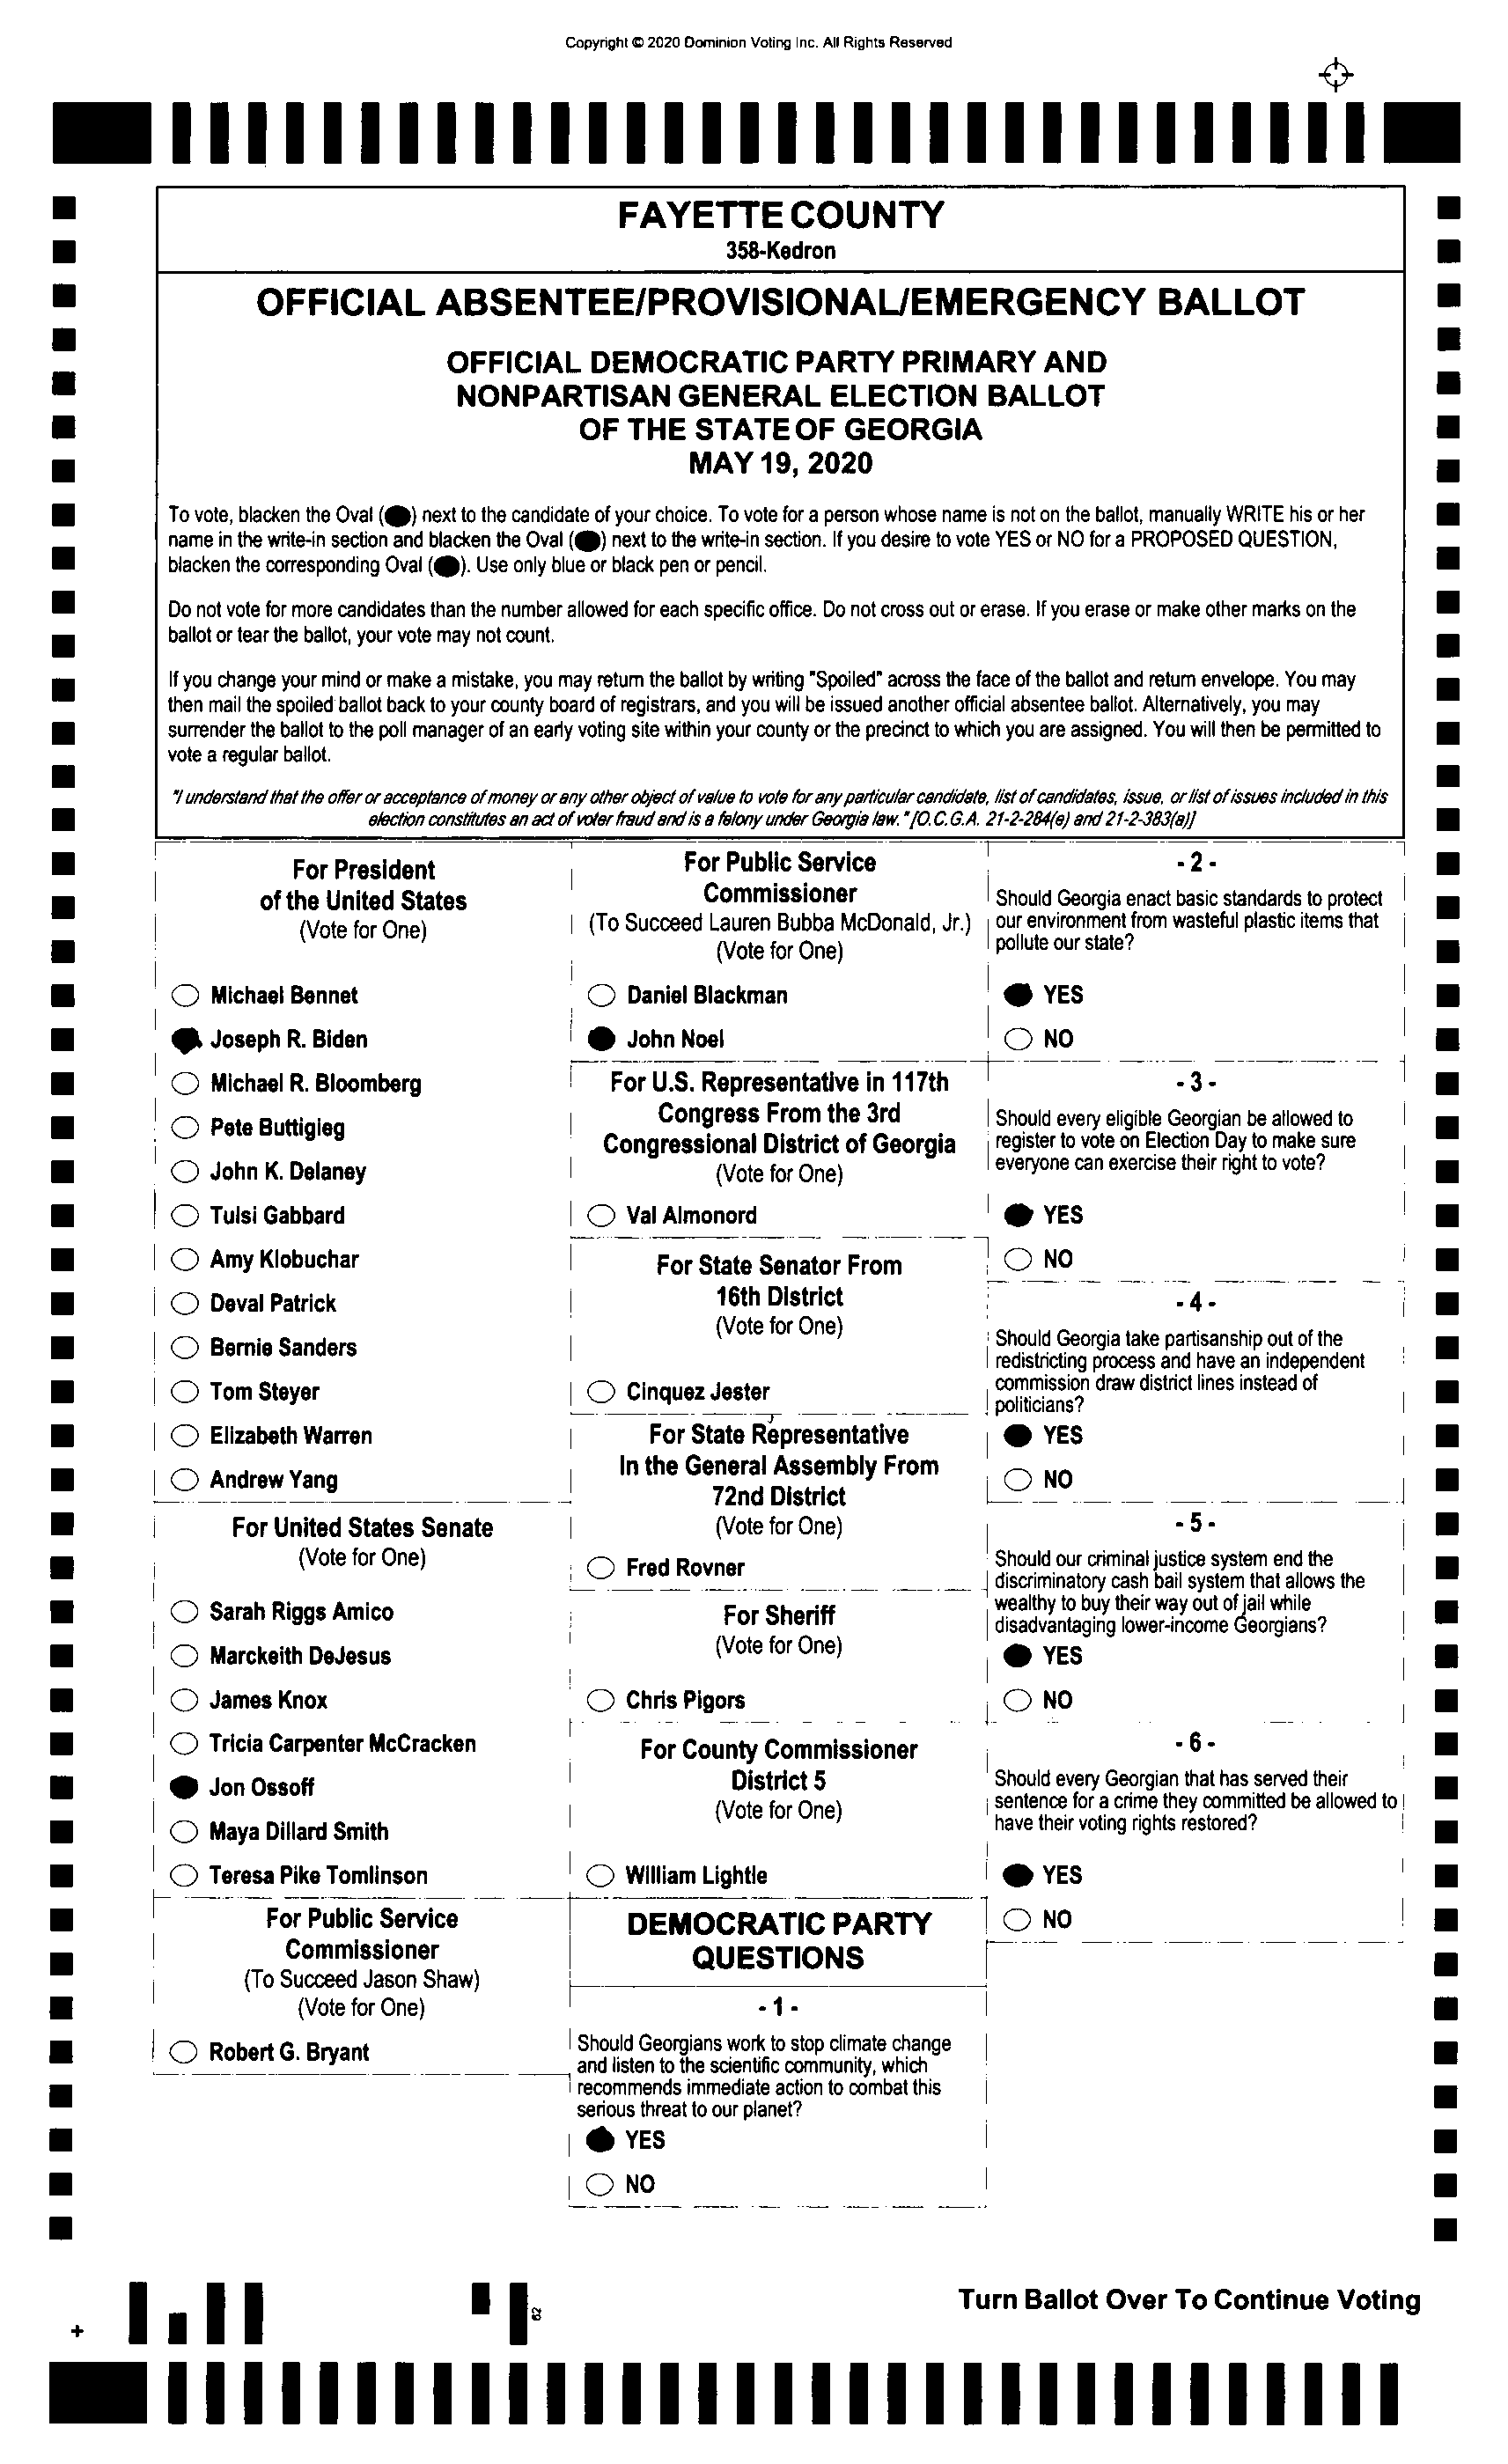 Copyright © 2020 Dominion Voting Inc. All Rights Reserved
FAYETTE COUNTY
358-Kedron
OFFICIAL ABSENTEE/PROVISIONAL/EMERGENCY BALLOT
OFFICIAL DEMOCRATIC PARTY PRIMARY AND
NONPARTISAN GENERAL ELECTION BALLOT
OF THE STATE OF GEORGIA
MAY 19, 2020
To vote, blacken the Oval (●) next to the candidate of your choice. To vote for a person whose name is not on the ballot, manually WRITE his or her
name in the write-in section and blacken the Oval (●) next to the write-in section. If you desire to vote YES or NO for a PROPOSED QUESTION,
blacken the corresponding Oval (●). Use only blue or black pen or pencil.
Do not vote for more candidates than the number allowed for each specific office. Do not cross out or erase. If you erase or make other marks on the
ballot or tear the ballot, your vote may not count.
If you change your mind or make a mistake, you may return the ballot by writing "Spoiled" across the face of the ballot and return envelope. You may
then mail the spoiled ballot back to your county board of registrars, and you will be issued another official absentee ballot. Alternatively, you may
surrender the ballot to the poll manager of an early voting site within your county or the precinct to which you are assigned. You will then be permitted to
vote a regular ballot.
"I understand that the offer or acceptance of money or any other object of value to vote for any particular candidate, list of candidates, issue, or list of issues included in this
election constitutes an act of voter fraud and is a felony under Georgia law." [O.C.G.A. 21-2-284(e) and 21-2-383(a)]
For President
of the United States
(Vote for One)
Michael Bennet
Joseph R. Biden
Michael R. Bloomberg
Pete Buttigieg
John K. Delaney
Tulsi Gabbard
Amy Klobuchar
Deval Patrick
Bernie Sanders
Tom Steyer
Elizabeth Warren
Andrew Yang
For United States Senate
(Vote for One)
Sarah Riggs Amico
Marckeith DeJesus
James Knox
Tricia Carpenter McCracken
Jon Ossoff
Maya Dillard Smith
Teresa Pike Tomlinson
For Public Service
Commissioner
(To Succeed Jason Shaw)
(Vote for One)
Robert G. Bryant
For Public Service
Commissioner
(To Succeed Lauren Bubba McDonald, Jr.)
(Vote for One)
Daniel Blackman
John Noel
For U.S. Representative in 117th
Congress From the 3rd
Congressional District of Georgia
(Vote for One)
Val Almonord
For State Senator From
16th District
(Vote for One)
Cinquez Jester
For State Representative
In the General Assembly From
72nd District
(Vote for One)
Fred Rovner
For Sheriff
(Vote for One)
Chris Pigors
For County Commissioner
District 5
(Vote for One)
William Lightle
DEMOCRATIC PARTY
QUESTIONS
- 1 -
Should Georgians work to stop climate change
and listen to the scientific community, which
recommends immediate action to combat this
serious threat to our planet?
YES
NO
- 2 -
Should Georgia enact basic standards to protect
our environment from wasteful plastic items that
pollute our state?
YES
NO
- 3 -
Should every eligible Georgian be allowed to
register to vote on Election Day to make sure
everyone can exercise their right to vote?
YES
NO
- 4 -
Should Georgia take partisanship out of the
redistricting process and have an independent
commission draw district lines instead of
politicians?
YES
NO
- 5 -
Should our criminal justice system end the
discriminatory cash bail system that allows the
wealthy to buy their way out of jail while
disadvantaging lower-income Georgians?
YES
NO
- 6 -
Should every Georgian that has served their
sentence for a crime they committed be allowed to
have their voting rights restored?
YES
NO
Turn Ballot Over To Continue Voting